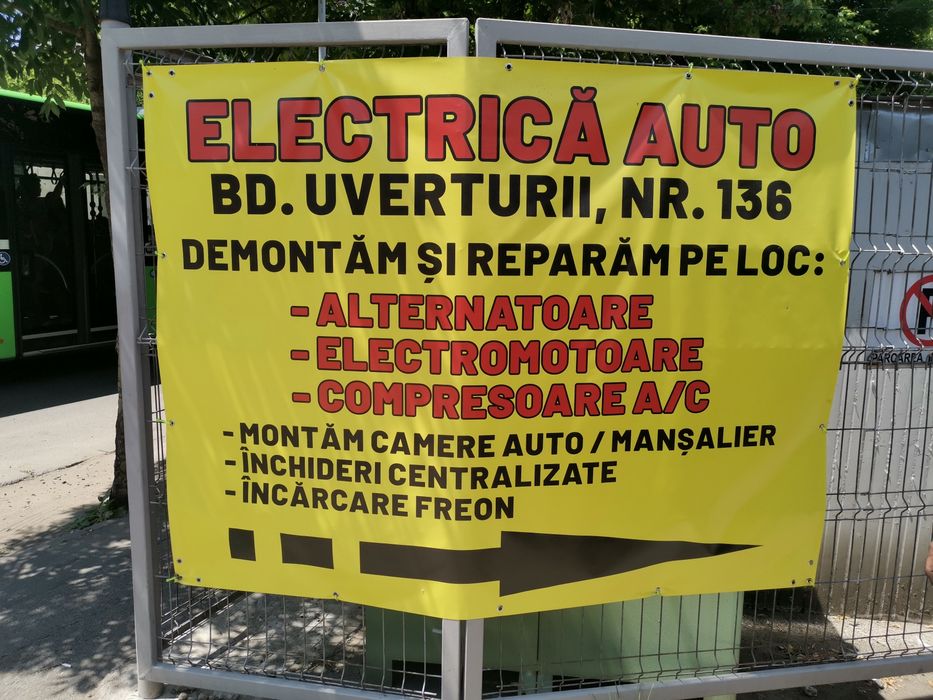 ELECTRICĂ AUTO
BD. UVERTURII, NR. 136
DEMONTĂM ȘI REPARĂM PE LOC:
- ALTERNATOARE
- ELECTROMOTOARE
- COMPRESOARE A/C
- MONTĂM CAMERE AUTO / MANȘALIER
- ÎNCHIDERI CENTRALIZATE
- ÎNCĂRCARE FREON
PARCAREA